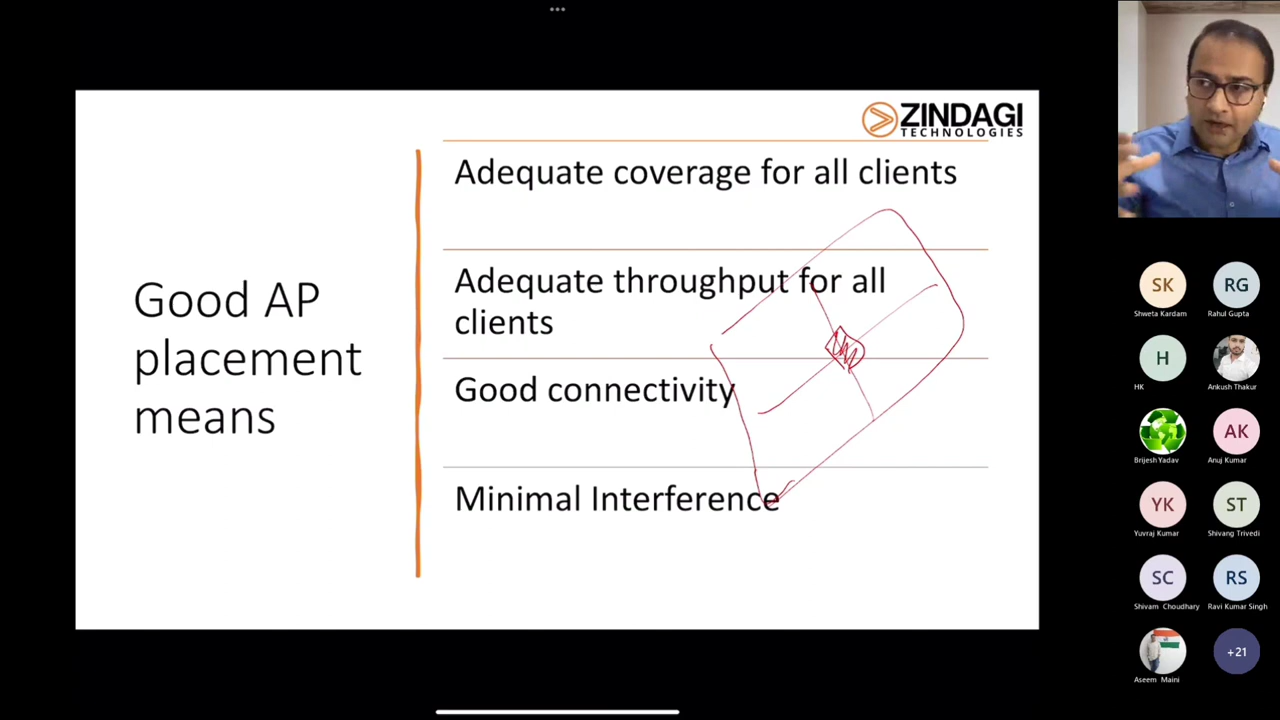 ZINDAGI
TECHNOLOGIES
Good AP
placement
means
Adequate coverage for all clients
Adequate throughput for all
clients
Good connectivity
Minimal Interference
SK
Shweta Kardam
RG
Rahul Gupta
H
HK
Ankush Thakur
Brijesh Yadav
AK
Anuj Kumar
YK
Yuvraj Kumar
ST
Shivang Trivedi
SC
Shivam Choudhary
RS
Ravi Kumar Singh
Aseem Maini
+21